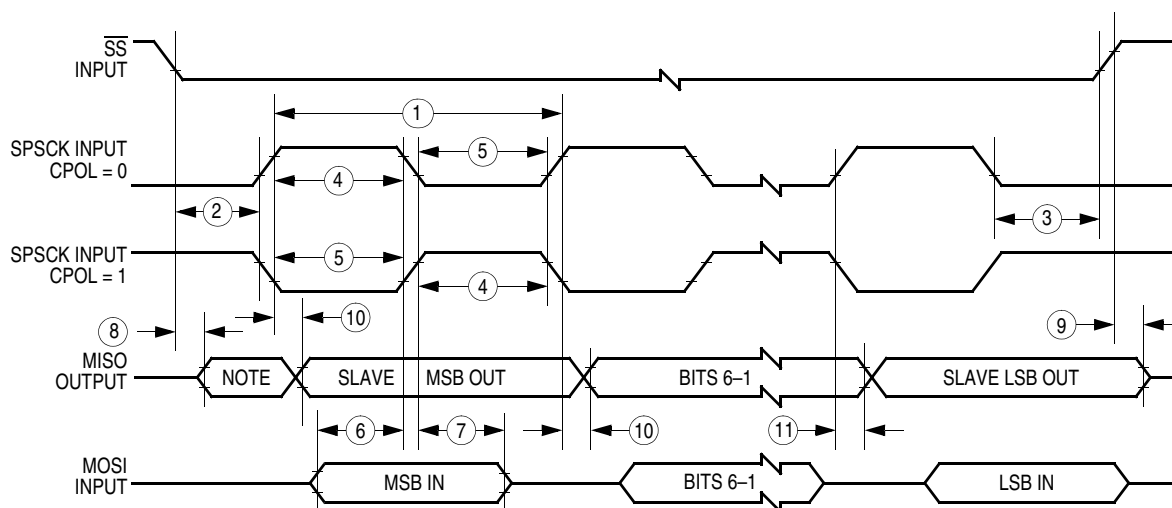 SS
INPUT
1
SPSCK INPUT
CPOL = 0
5
4
2
3
SPSCK INPUT
CPOL = 1
5
4
8
10
9
MISO
OUTPUT
NOTE
SLAVE MSB OUT
BITS 6–1
SLAVE LSB OUT
6
7
10
11
MOSI
INPUT
MSB IN
BITS 6–1
LSB IN